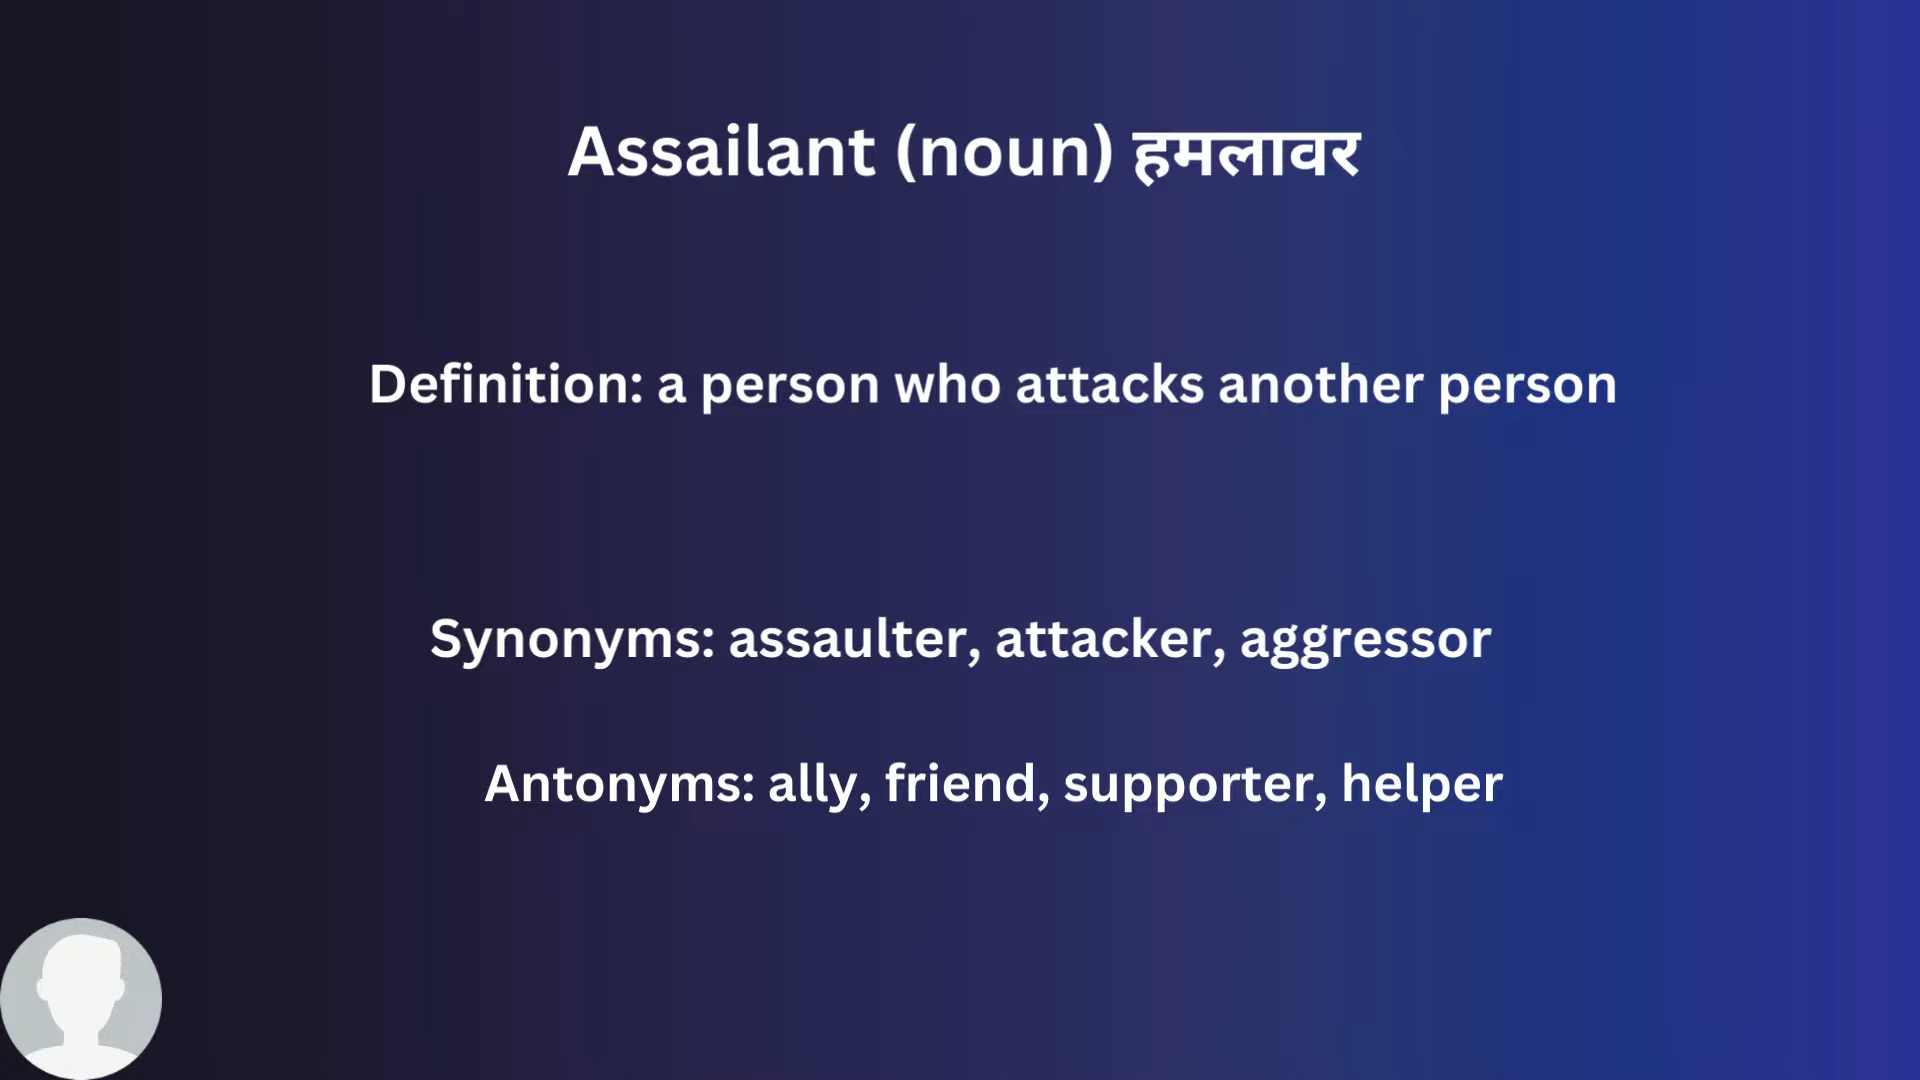 Assailant (noun) हमलावर
Definition: a person who attacks another person
Synonyms: assaulter, attacker, aggressor
Antonyms: ally, friend, supporter, helper